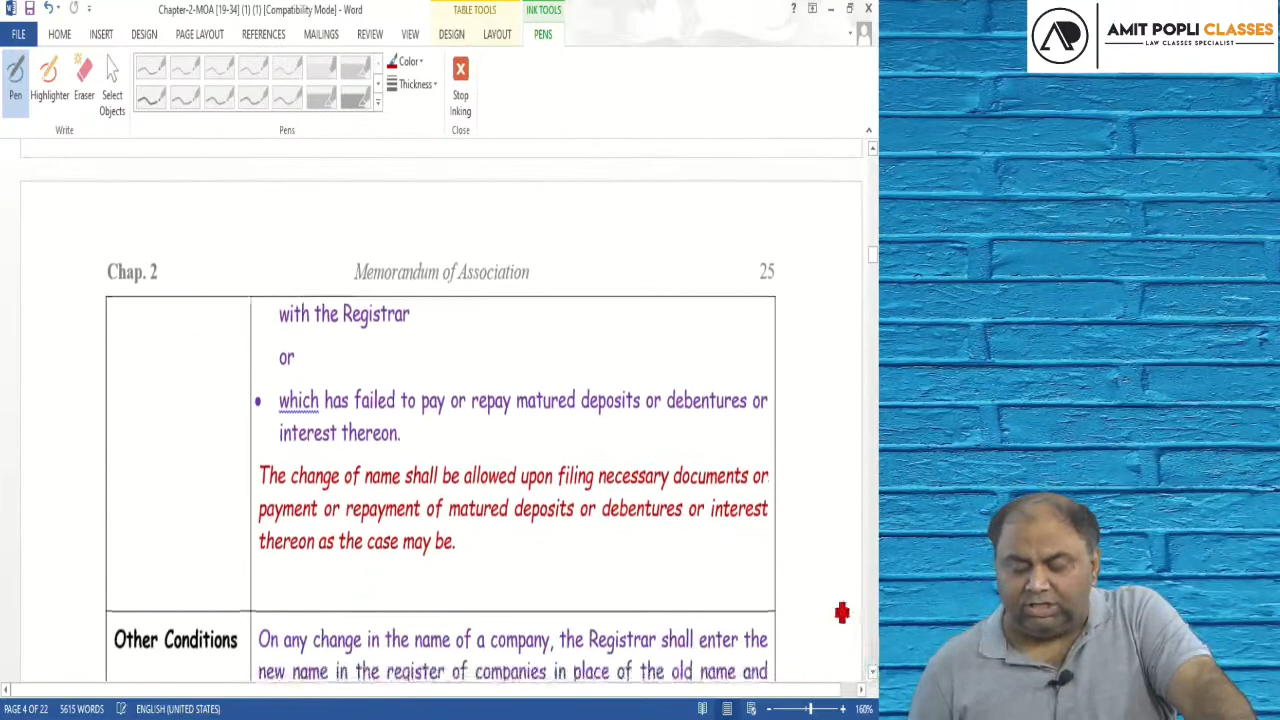 Chapter-2-MOA [19-34] (1) (1) [Compatibility Mode] - Word
TABLE TOOLS
INK TOOLS
FILE HOME INSERT DESIGN PAGE LAYOUT REFERENCES MAILINGS REVIEW VIEW DESIGN LAYOUT PENS
Pen Highlighter Eraser Select Objects
Color
Thickness
Stop Inking
Write Pens Close
AMIT POPLI CLASSES
LAW CLASSES SPECIALIST
Chap. 2 Memorandum of Association 25
with the Registrar
or
• which has failed to pay or repay matured deposits or debentures or
interest thereon.
The change of name shall be allowed upon filing necessary documents or
payment or repayment of matured deposits or debentures or interest
thereon as the case may be.
Other Conditions On any change in the name of a company, the Registrar shall enter the
new name in the register of companies in place of the old name and
PAGE 4 OF 22 5615 WORDS ENGLISH (UNITED STATES) 160%